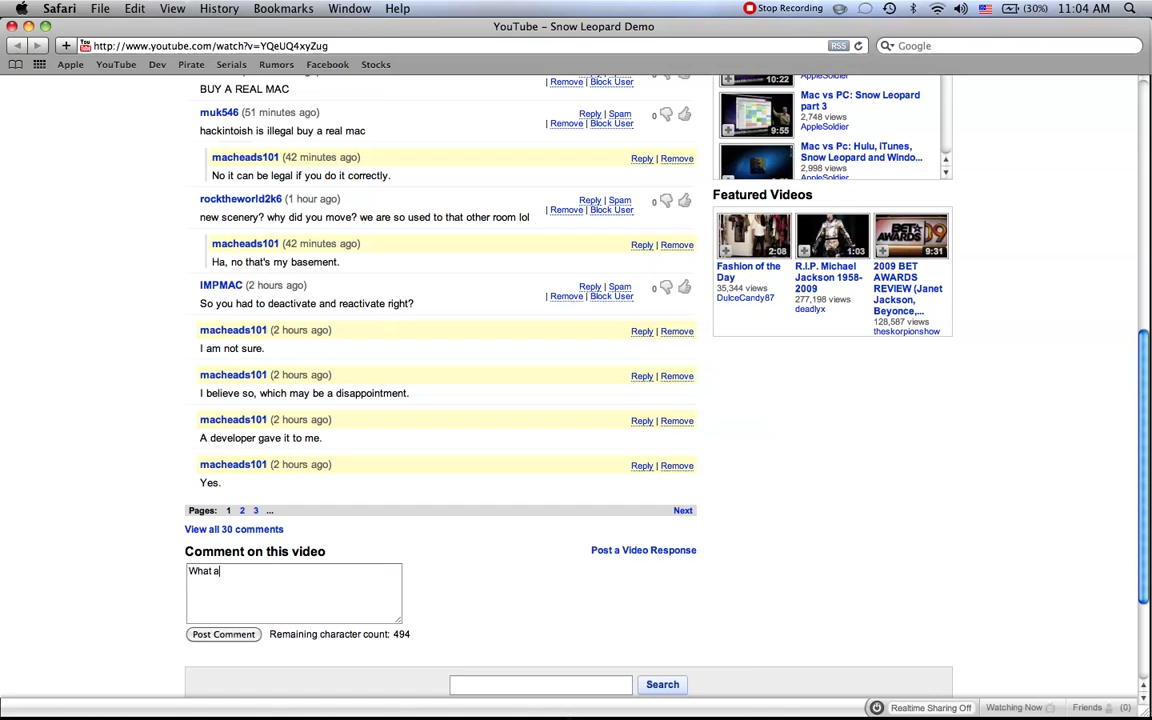 Safari File Edit View History Bookmarks Window Help Stop Recording (30%) 11:04 AM
YouTube – Snow Leopard Demo
http://www.youtube.com/watch?v=YQeUQ4xyZug RSS Google
Apple YouTube Dev Pirate Serials Rumors Facebook Stocks
| Remove | Block User 0
BUY A REAL MAC
muk546 (51 minutes ago) Reply | Spam | Remove | Block User 0
hackintoish is illegal buy a real mac
macheads101 (42 minutes ago) Reply | Remove
No it can be legal if you do it correctly.
rocktheworld2k6 (1 hour ago) Reply | Spam | Remove | Block User 0
new scenery? why did you move? we are so used to that other room lol
macheads101 (42 minutes ago) Reply | Remove
Ha, no that's my basement.
IMPMAC (2 hours ago) Reply | Spam | Remove | Block User 0
So you had to deactivate and reactivate right?
macheads101 (2 hours ago) Reply | Remove
I am not sure.
macheads101 (2 hours ago) Reply | Remove
I believe so, which may be a disappointment.
macheads101 (2 hours ago) Reply | Remove
A developer gave it to me.
macheads101 (2 hours ago) Reply | Remove
Yes.
Pages: 1 2 3 ... Next
View all 30 comments
Comment on this video Post a Video Response
What a
Post Comment Remaining character count: 494
Search
10:22
AppleSoldier
Mac vs PC: Snow Leopard
part 3
2,748 views
AppleSoldier
9:55
Mac vs Pc: Hulu, iTunes,
Snow Leopard and Windo...
2,998 views
AppleSoldier
Featured Videos
2:08
Fashion of the
Day
35,344 views
DulceCandy87
1:03
R.I.P. Michael
Jackson 1958-
2009
277,198 views
deadlyx
BET AWARDS 09
9:31
2009 BET
AWARDS
REVIEW (Janet
Jackson,
Beyonce,...
128,587 views
theskorpionshow
Realtime Sharing Off Watching Now Friends (0)